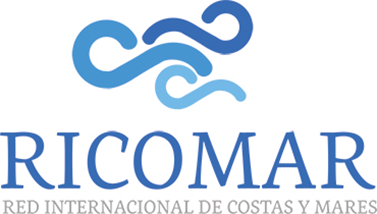 RICOMAR
RED INTERNACIONAL DE COSTAS Y MARES